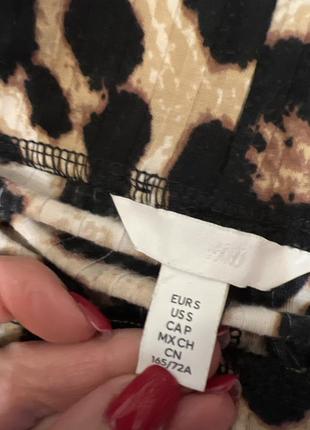 H&M
EUR S
US S
CA P
MX CH
CN
165/72A